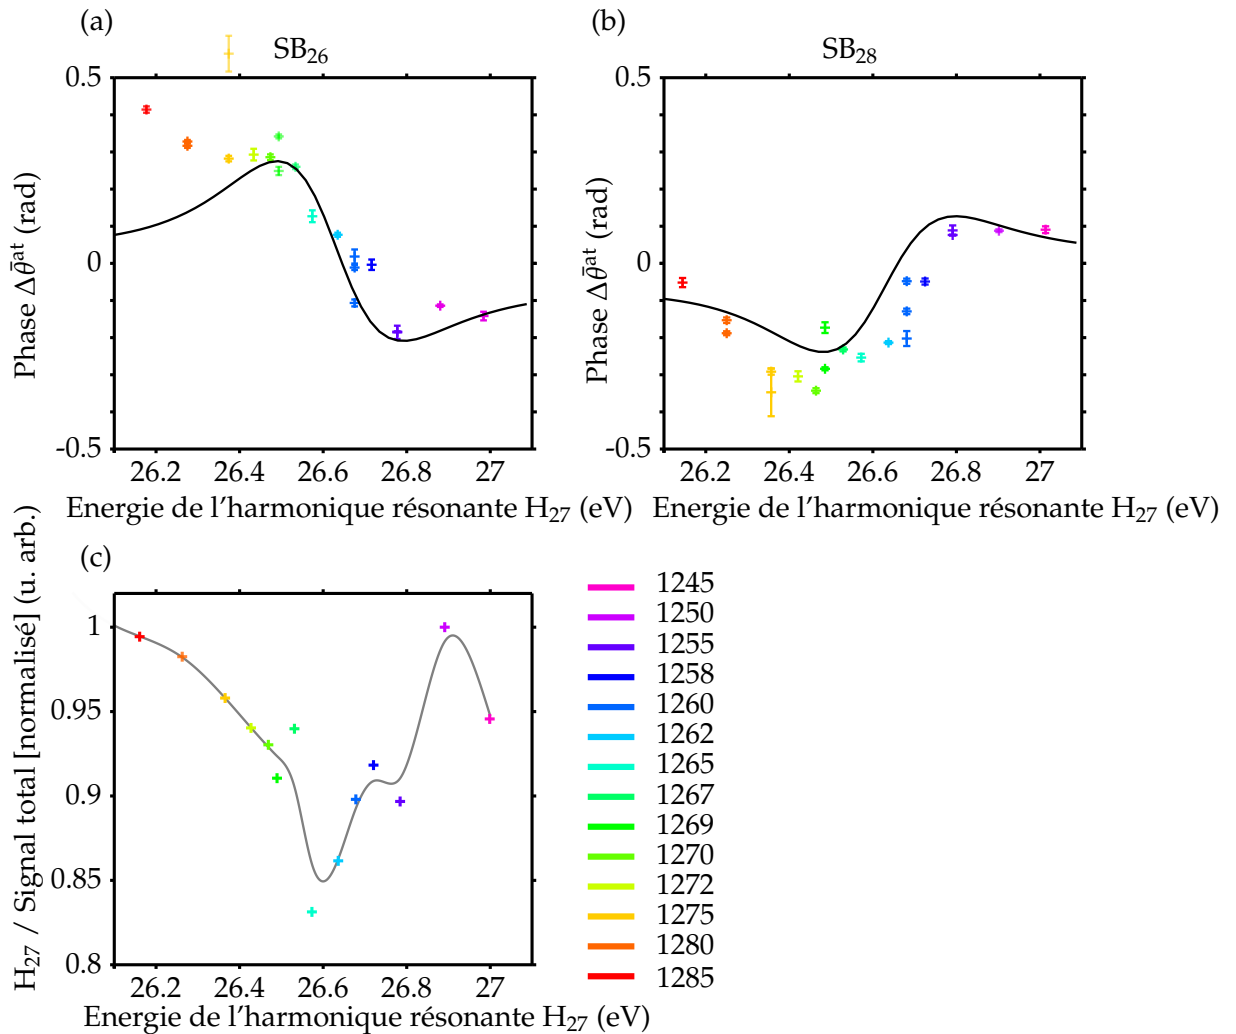 (a)
SB26
(b)
SB28
Phase Δθ̄at (rad)
0.5
0
-0.5
26.2 26.4 26.6 26.8 27
Energie de l'harmonique résonante H27 (eV)
Phase Δθ̄at (rad)
0.5
0
-0.5
26.2 26.4 26.6 26.8 27
Energie de l'harmonique résonante H27 (eV)
(c)
H27 / Signal total [normalisé] (u. arb.)
1
0.95
0.9
0.85
0.8
26.2 26.4 26.6 26.8 27
Energie de l'harmonique résonante H27 (eV)
1245
1250
1255
1258
1260
1262
1265
1267
1269
1270
1272
1275
1280
1285